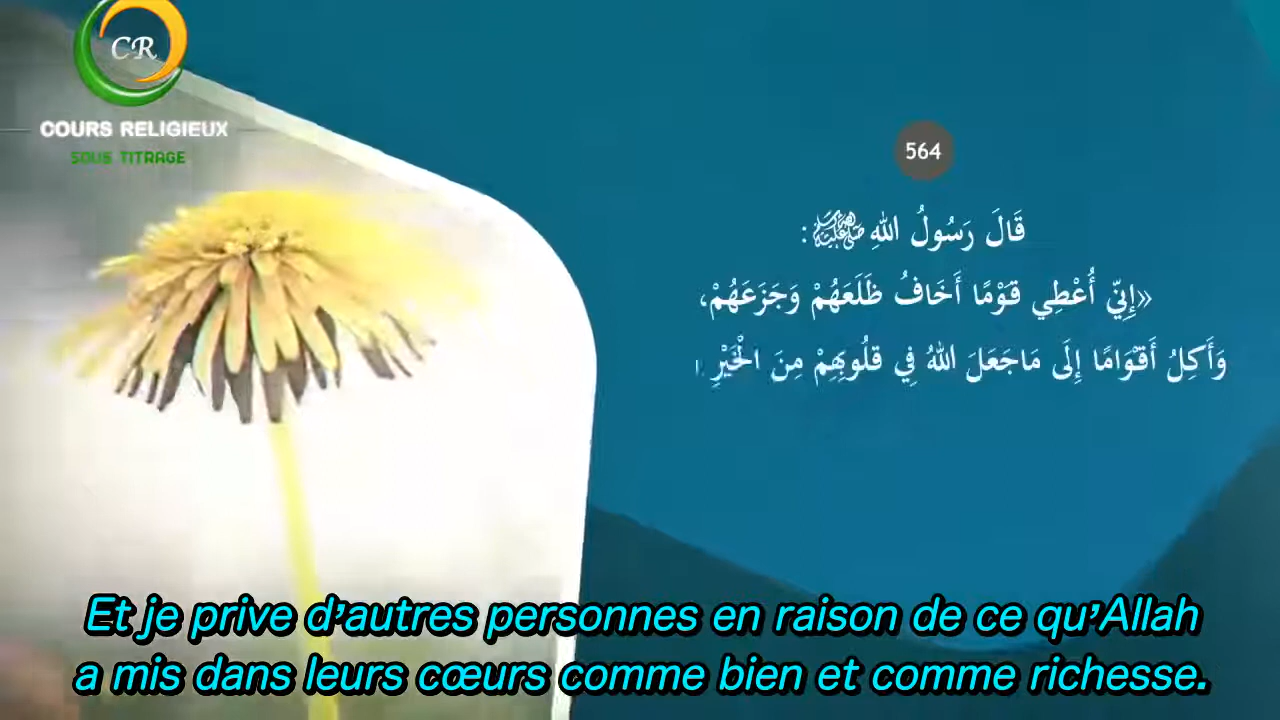 CR
COURS RELIGIEUX
SOUS TITRAGE
564
قَالَ رَسُولُ اللهِ ﷺ:
«إِنِّي أُعْطِي قَوْمًا أَخَافُ ظَلَعَهُمْ وَجَزَعَهُمْ،
وَأَكِلُ أَقْوَامًا إِلَى مَاجَعَلَ اللهُ فِي قُلُوبِهِمْ مِنَ الْخَيْرِ
Et je prive d’autres personnes en raison de ce qu’Allah
a mis dans leurs cœurs comme bien et comme richesse.